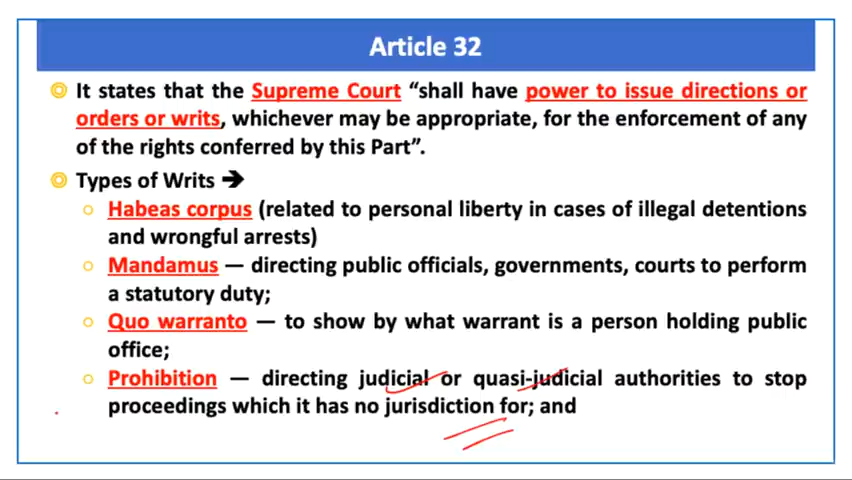 Article 32
It states that the Supreme Court “shall have power to issue directions or
orders or writs, whichever may be appropriate, for the enforcement of any
of the rights conferred by this Part”.
Types of Writs ➔
Habeas corpus (related to personal liberty in cases of illegal detentions
and wrongful arrests)
Mandamus — directing public officials, governments, courts to perform
a statutory duty;
Quo warranto — to show by what warrant is a person holding public
office;
Prohibition — directing judicial or quasi-judicial authorities to stop
proceedings which it has no jurisdiction for; and